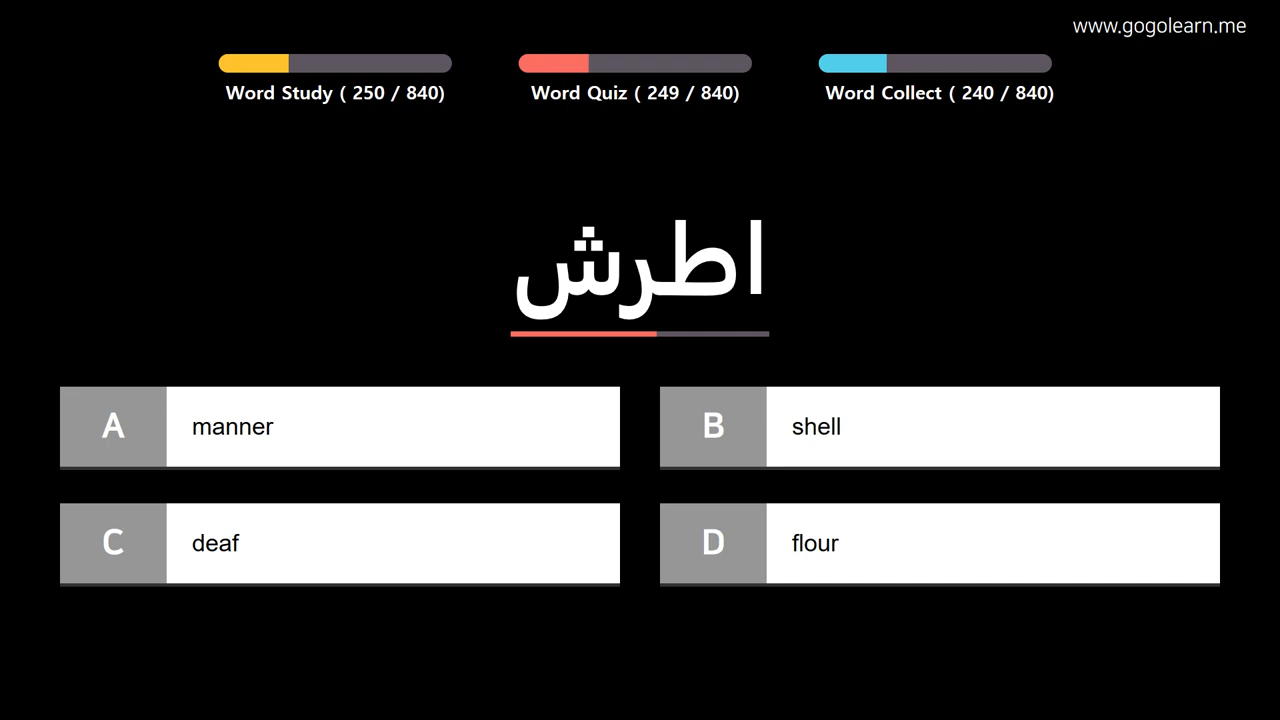 www.gogolearn.me
Word Study ( 250 / 840)
Word Quiz ( 249 / 840)
Word Collect ( 240 / 840)
اطرش
A manner
B shell
C deaf
D flour